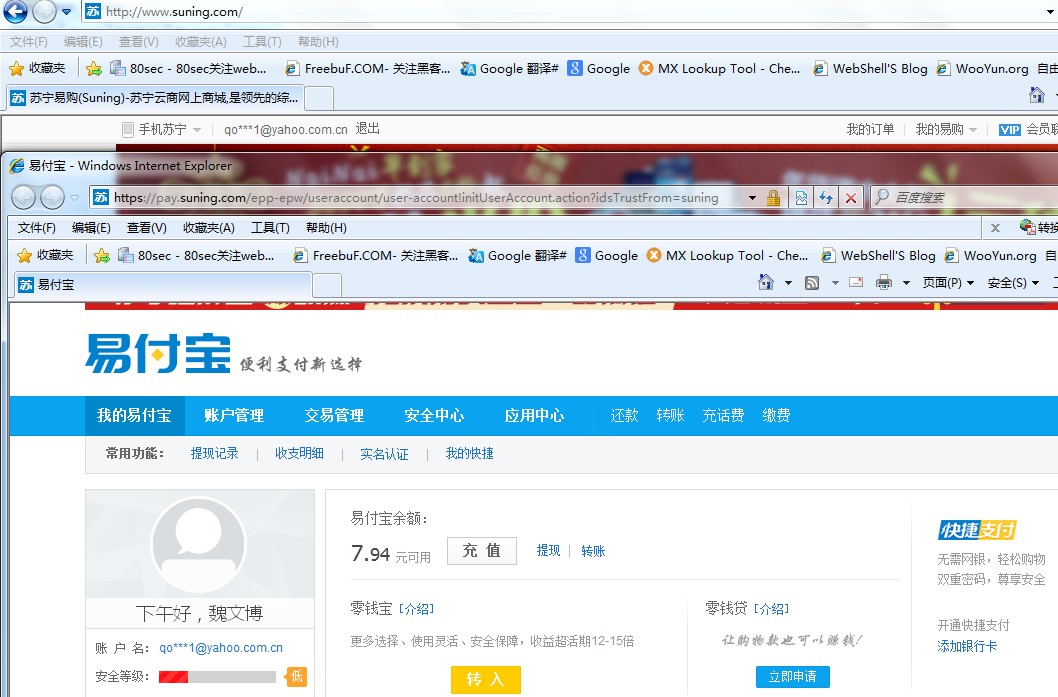 http://www.suning.com/
文件(F) 编辑(E) 查看(V) 收藏夹(A) 工具(T) 帮助(H)
收藏夹 80sec - 80sec关注web... FreebuF.COM- 关注黑客... Google 翻译# Google MX Lookup Tool - Che... WebShell'S Blog WooYun.org 自由
苏宁易购(Suning)-苏宁云商网上商城,是领先的综...
手机苏宁 qo***1@yahoo.com.cn 退出 我的订单 我的易购 VIP 会员联
易付宝 - Windows Internet Explorer
https://pay.suning.com/epp-epw/useraccount/user-account!initUserAccount.action?idsTrustFrom=suning 百度搜索
文件(F) 编辑(E) 查看(V) 收藏夹(A) 工具(T) 帮助(H) x 转换
收藏夹 80sec - 80sec关注web... FreebuF.COM- 关注黑客... Google 翻译# Google MX Lookup Tool - Che... WebShell'S Blog WooYun.org 自
易付宝 页面(P) 安全(S)
易付宝 便利支付新选择
我的易付宝 账户管理 交易管理 安全中心 应用中心 还款 转账 充话费 缴费
常用功能： 提现记录 | 收支明细 | 实名认证 | 我的快捷
易付宝余额：
7.94 元可用 充 值 提现 | 转账
快捷支付
无需网银，轻松购物
双重密码，尊享安全
下午好，魏文博
零钱宝 [介绍] 零钱贷 [介绍]
更多选择、使用灵活、安全保障，收益超活期12-15倍 让购物款也可以赚钱！
开通快捷支付
添加银行卡
账 户 名： qo***1@yahoo.com.cn
安全等级： 低
转 入 立即申请